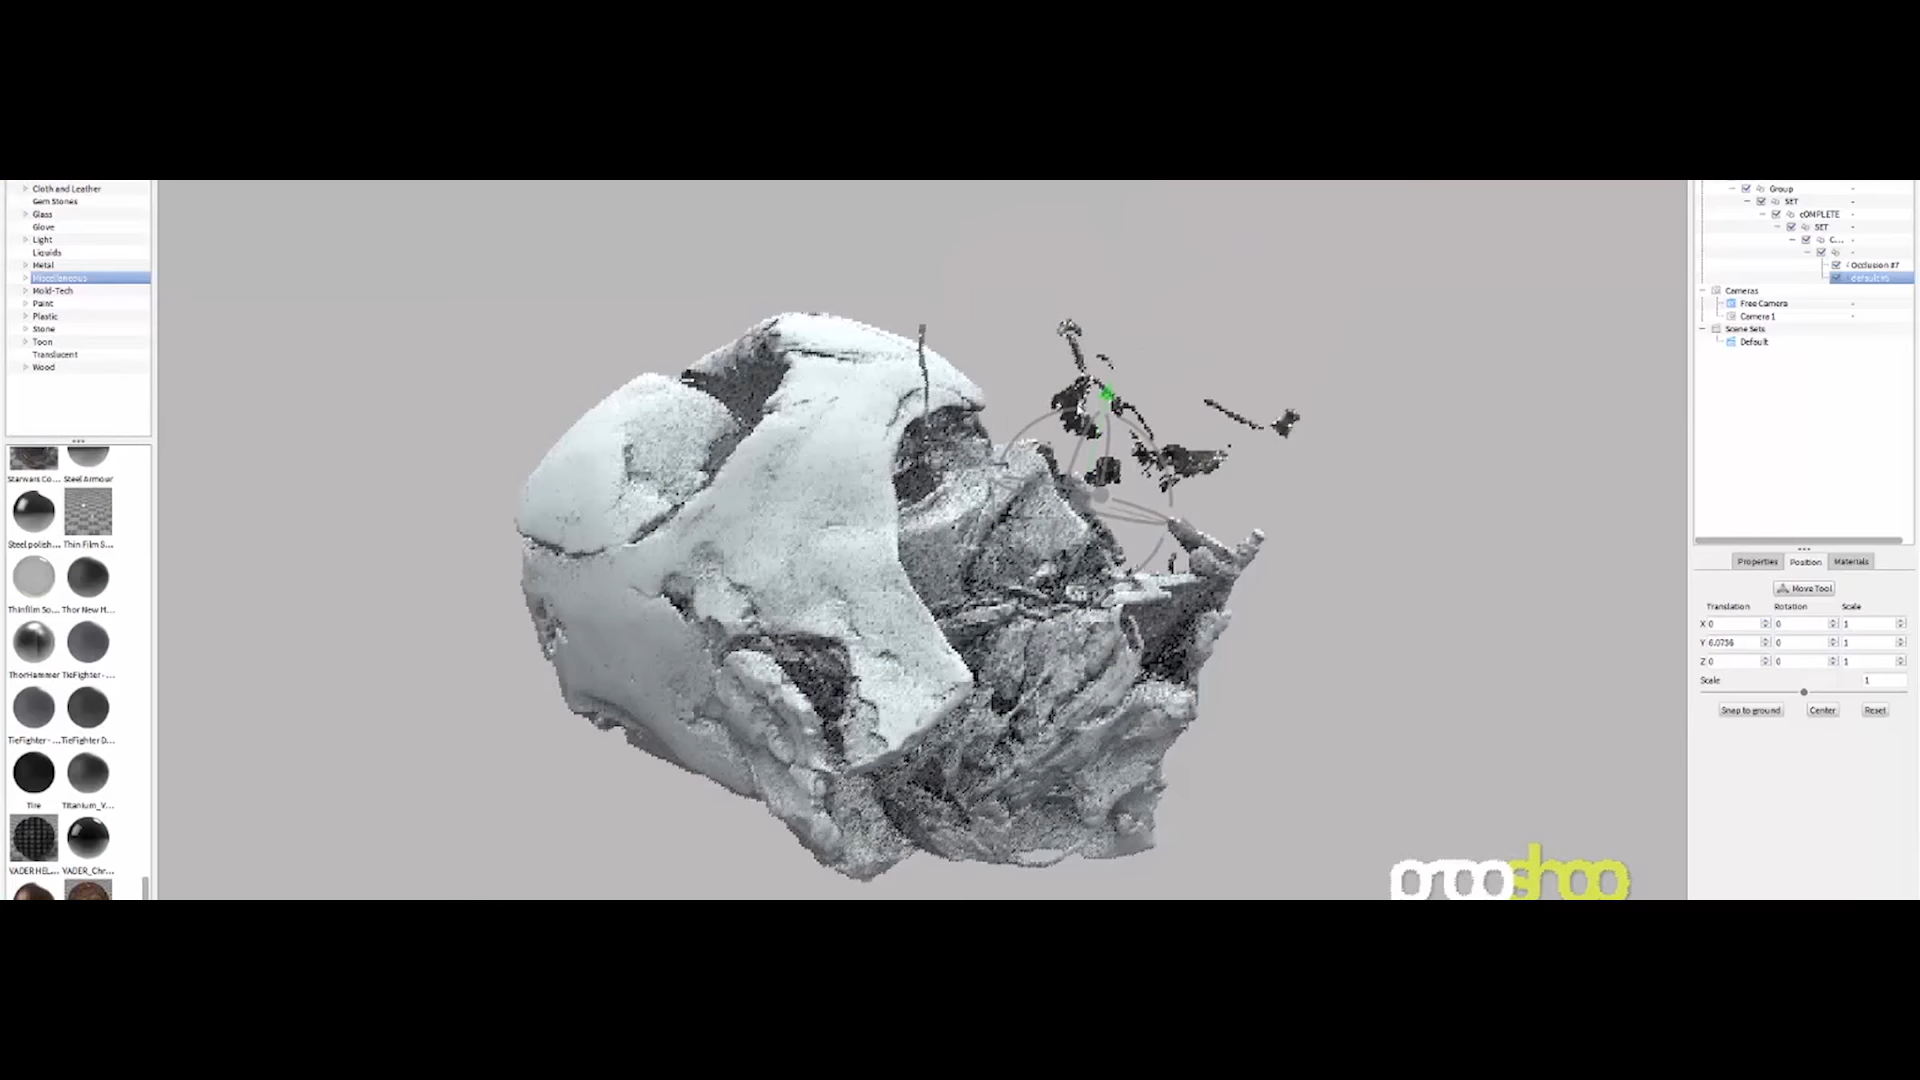 Cloth and Leather
Gem Stones
Glass
Glove
Light
Liquids
Metal
Miscellaneous
Mold-Tech
Paint
Plastic
Stone
Toon
Translucent
Wood
Starwars Co... Steel Armour
Steel polish... Thin Film S...
Thinfilm So... Thor New H...
ThorHammer TieFighter - ...
TieFighter - ... TieFighter D...
Tire Titanium_V...
VADER HEL... VADER_Chr...
propshop
Group
SET
cOMPLETE
SET
C...
Occlusion #7
Cameras
Free Camera
Camera 1
Scene Sets
Default
Properties Position Materials
Move Tool
Translation Rotation Scale
X 0 0 1
Y 6.0756 0 1
Z 0 0 1
Scale 1
Snap to ground Center Reset